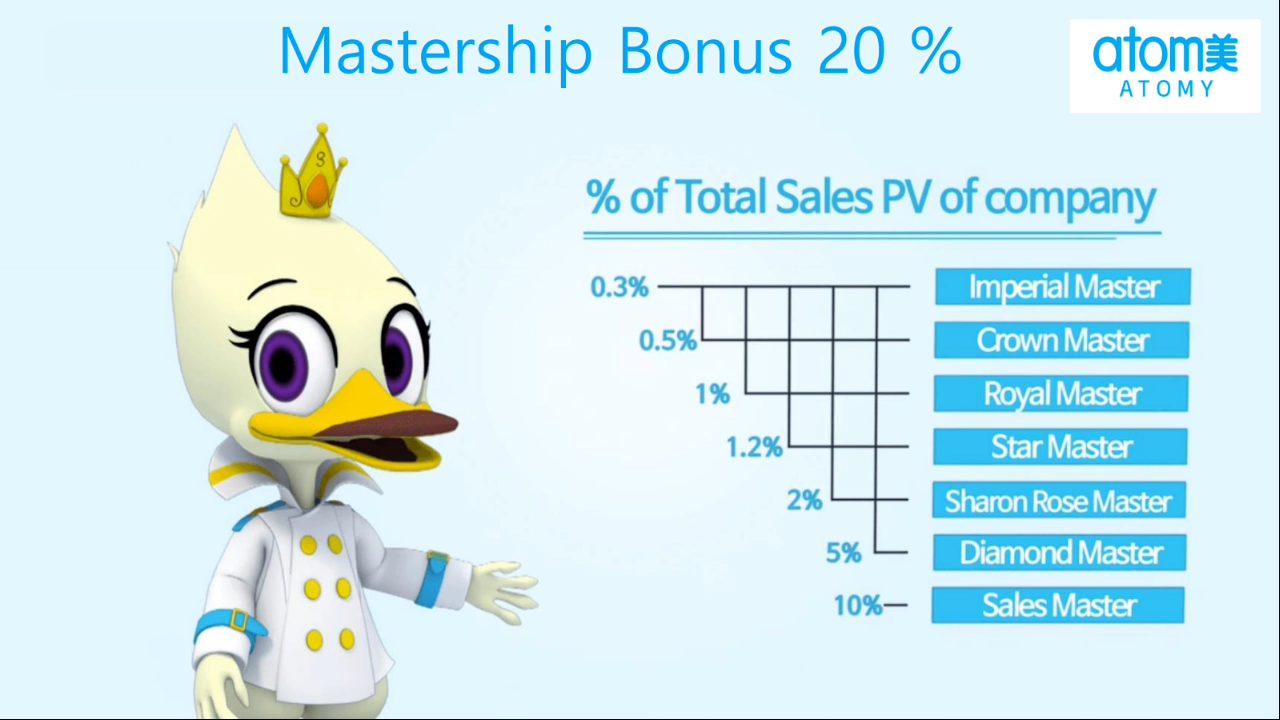 Mastership Bonus 20 %
atom美
ATOMY
% of Total Sales PV of company
0.3% Imperial Master
0.5% Crown Master
1% Royal Master
1.2% Star Master
2% Sharon Rose Master
5% Diamond Master
10% Sales Master